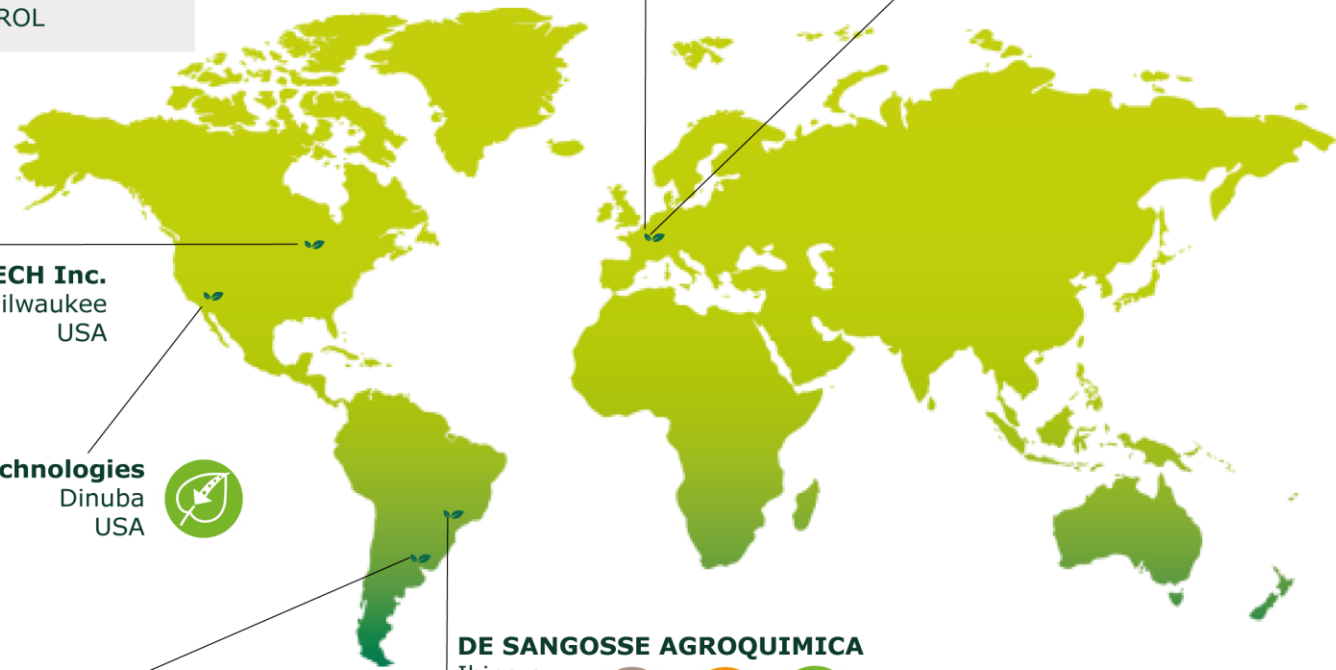 ROL
ECH Inc.
ilwaukee
USA
chnologies
Dinuba
USA
DE SANGOSSE AGROQUIMICA